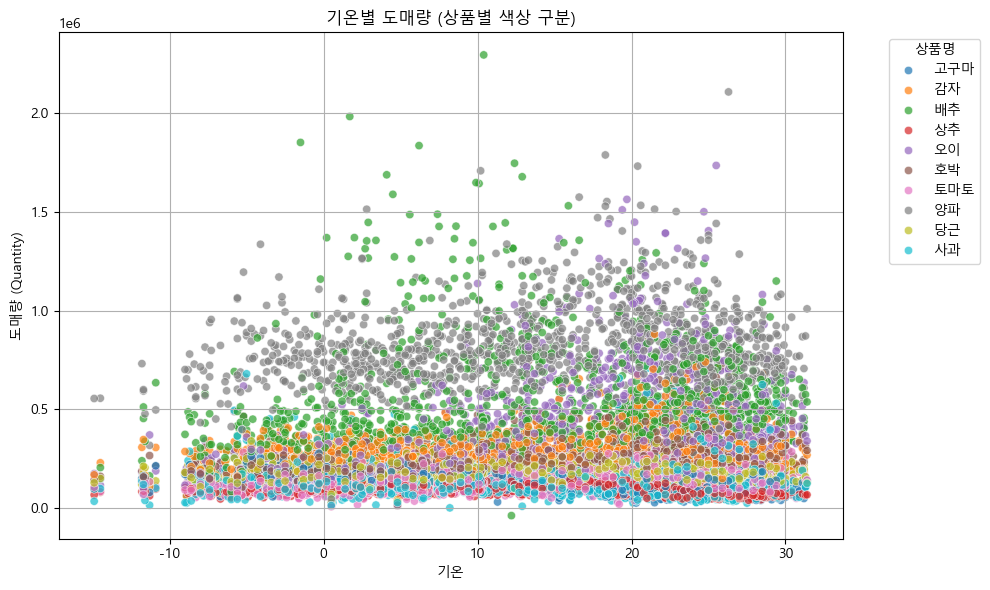 기온별 도매량 (상품별 색상 구분)
1e6
2.0
1.5
1.0
0.5
0.0
도매량 (Quantity)
-10 0 10 20 30
기온
상품명
고구마
감자
배추
상추
오이
호박
토마토
양파
당근
사과